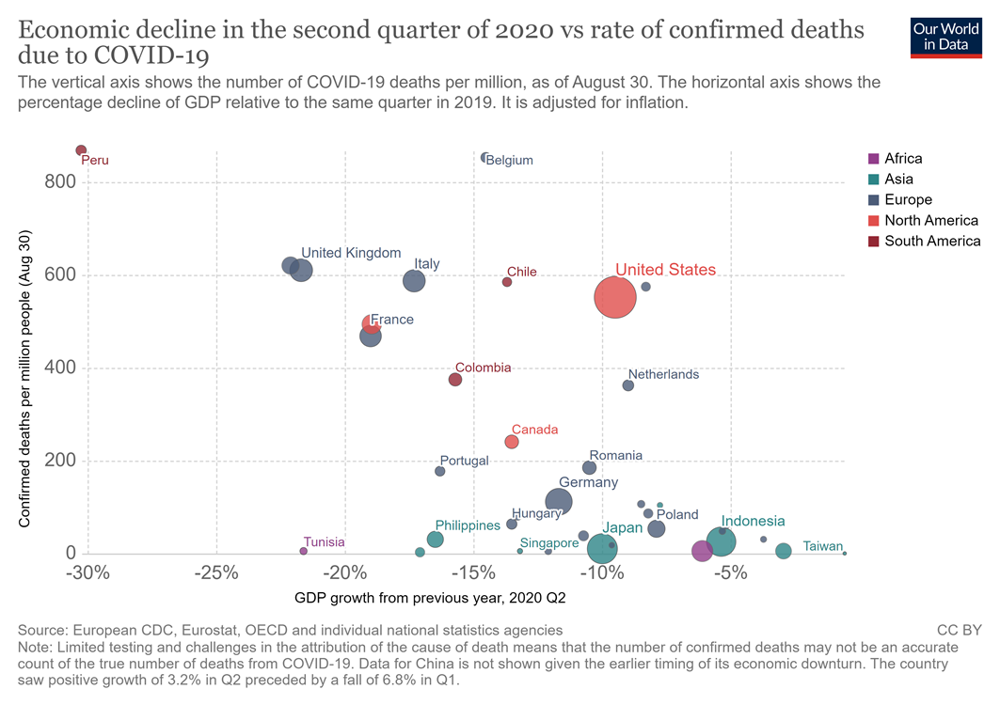 Economic decline in the second quarter of 2020 vs rate of confirmed deaths
due to COVID-19
Our World
in Data
The vertical axis shows the number of COVID-19 deaths per million, as of August 30. The horizontal axis shows the
percentage decline of GDP relative to the same quarter in 2019. It is adjusted for inflation.
Africa
Asia
Europe
North America
South America
Confirmed deaths per million people (Aug 30)
800
600
400
200
0
Peru
Belgium
United Kingdom
Italy
Chile
United States
France
Colombia
Netherlands
Canada
Portugal
Romania
Germany
Hungary
Poland
Philippines
Japan
Indonesia
Tunisia
Singapore
Taiwan
-30%
-25%
-20%
-15%
-10%
-5%
GDP growth from previous year, 2020 Q2
Source: European CDC, Eurostat, OECD and individual national statistics agencies
CC BY
Note: Limited testing and challenges in the attribution of the cause of death means that the number of confirmed deaths may not be an accurate
count of the true number of deaths from COVID-19. Data for China is not shown given the earlier timing of its economic downturn. The country
saw positive growth of 3.2% in Q2 preceded by a fall of 6.8% in Q1.